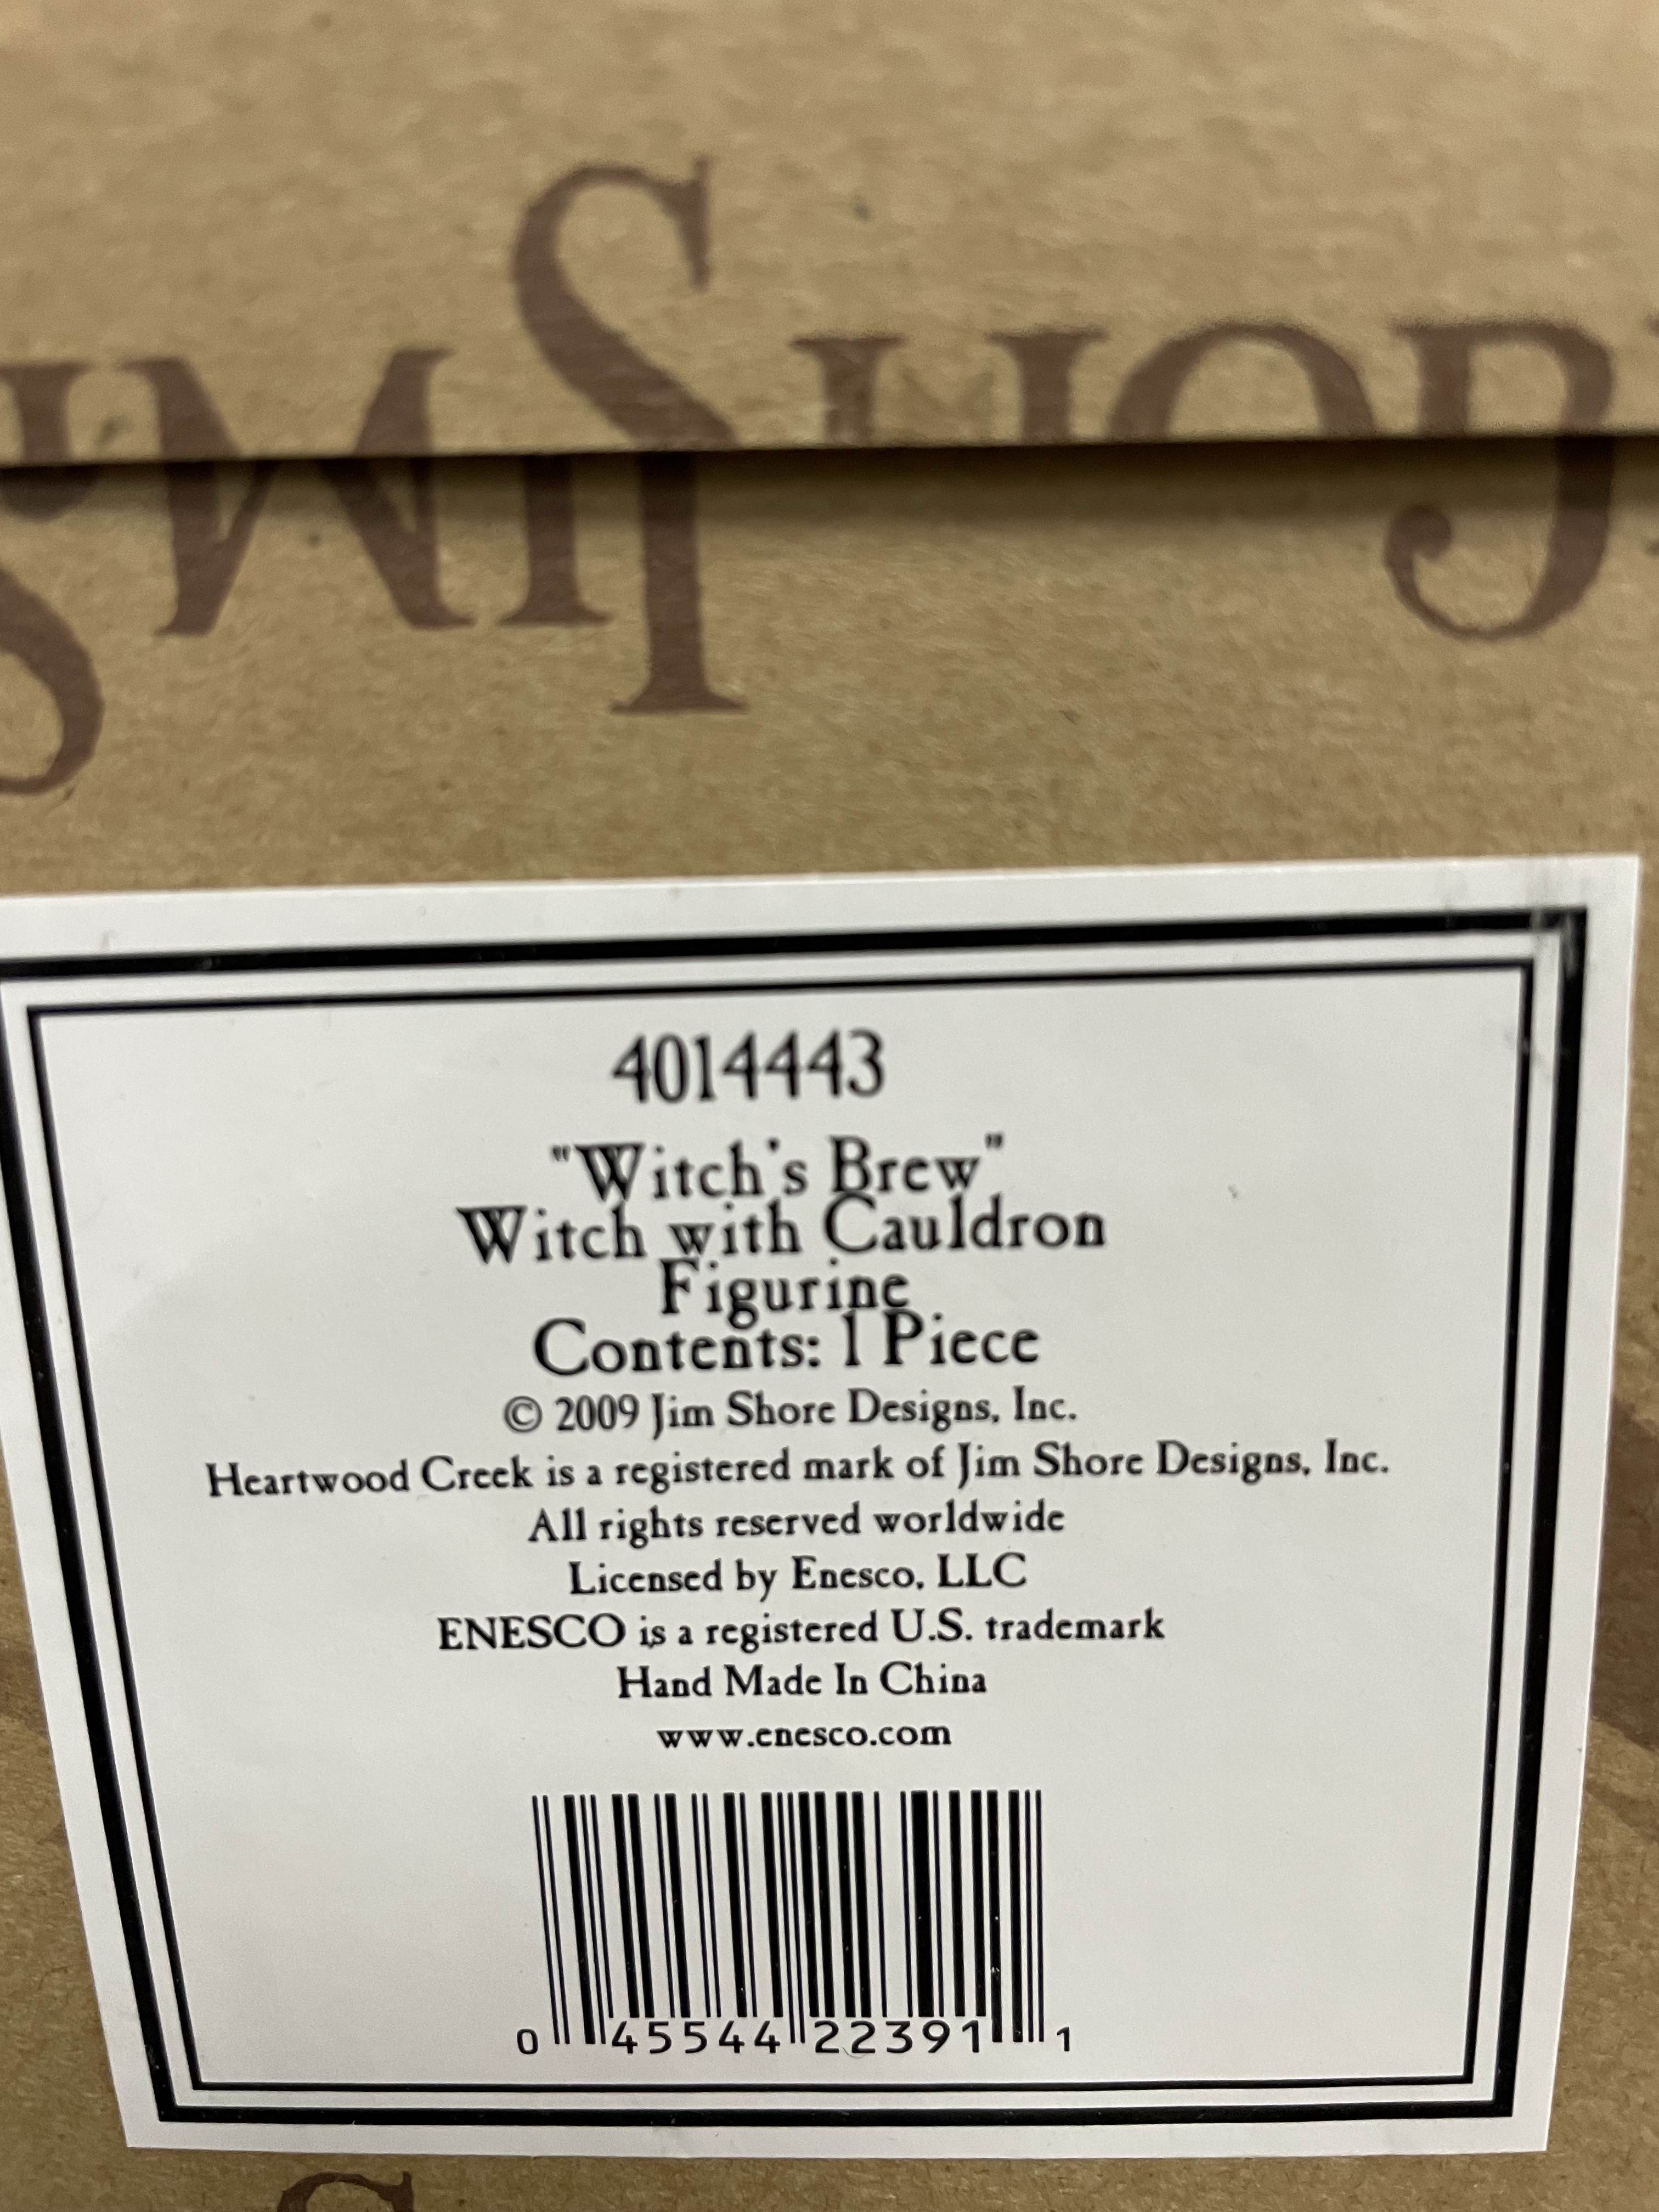 Jim Shore
4014443
"Witch's Brew"
Witch with Cauldron
Figurine
Contents: 1 Piece
© 2009 Jim Shore Designs, Inc.
Heartwood Creek is a registered mark of Jim Shore Designs, Inc.
All rights reserved worldwide
Licensed by Enesco, LLC
ENESCO is a registered U.S. trademark
Hand Made In China
www.enesco.com
0 45544 22391 1